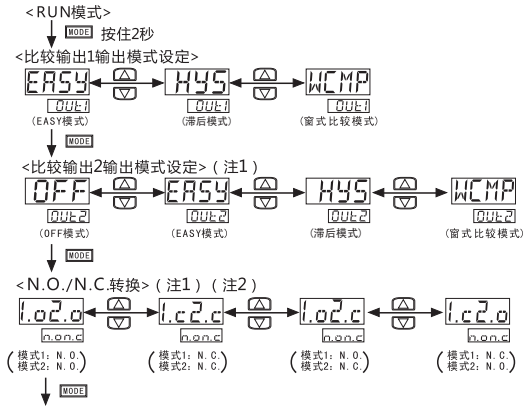 <RUN模式>
MODE 按住2秒
<比较输出1输出模式设定>
EASY HYS WCMP
OUt1 OUt1 OUt1
(EASY模式) (滞后模式) (窗式比较模式)
MODE
<比较输出2输出模式设定>(注1)
OFF EASY HYS WCMP
OUt2 OUt2 OUt2 OUt2
(OFF模式) (EASY模式) (滞后模式) (窗式比较模式)
MODE
<N.O./N.C.转换>(注1)(注2)
1.o2.o 1.c2.c 1.o2.c 1.c2.o
n.on.c n.on.c n.on.c n.on.c
(模式1: N.O. 模式1: N.C. 模式1: N.O. 模式1: N.C.
模式2: N.O.) 模式2: N.C.) 模式2: N.C.) 模式2: N.O.)
MODE